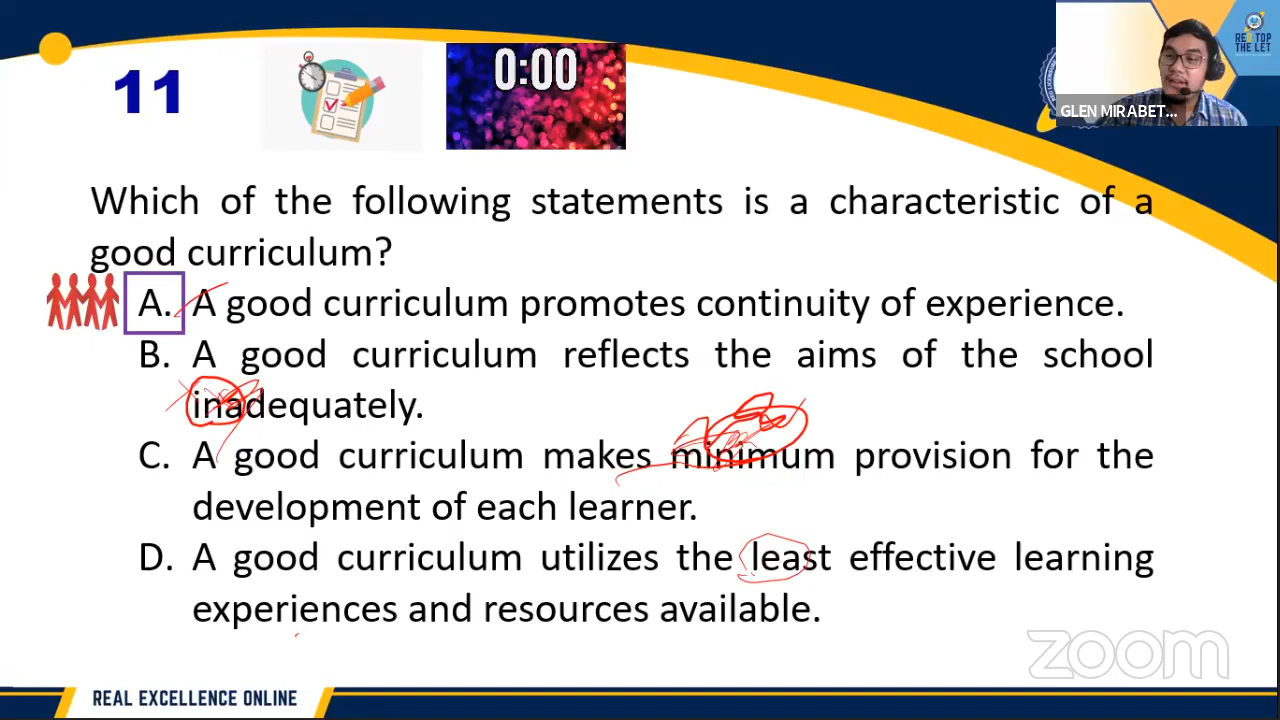 11
0:00
REO TOP
THE LET
GLEN MIRABET...
Which of the following statements is a characteristic of a
good curriculum?
A. A good curriculum promotes continuity of experience.
B. A good curriculum reflects the aims of the school
inadequately.
C. A good curriculum makes minimum provision for the
development of each learner.
D. A good curriculum utilizes the least effective learning
experiences and resources available.
zoom
REAL EXCELLENCE ONLINE